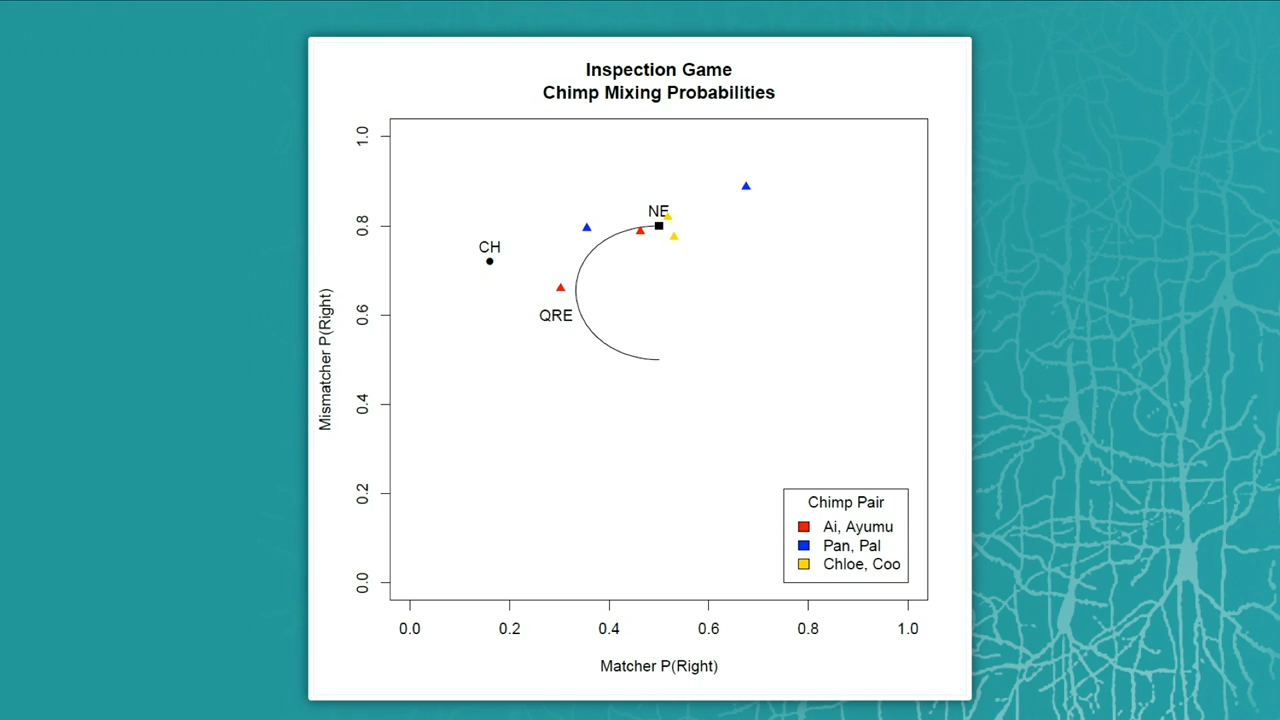 Inspection Game
Chimp Mixing Probabilities
1.0
0.8
0.6
0.4
0.2
0.0
Mismatcher P(Right)
NE
CH
QRE
Chimp Pair
Ai, Ayumu
Pan, Pal
Chloe, Coo
0.0 0.2 0.4 0.6 0.8 1.0
Matcher P(Right)